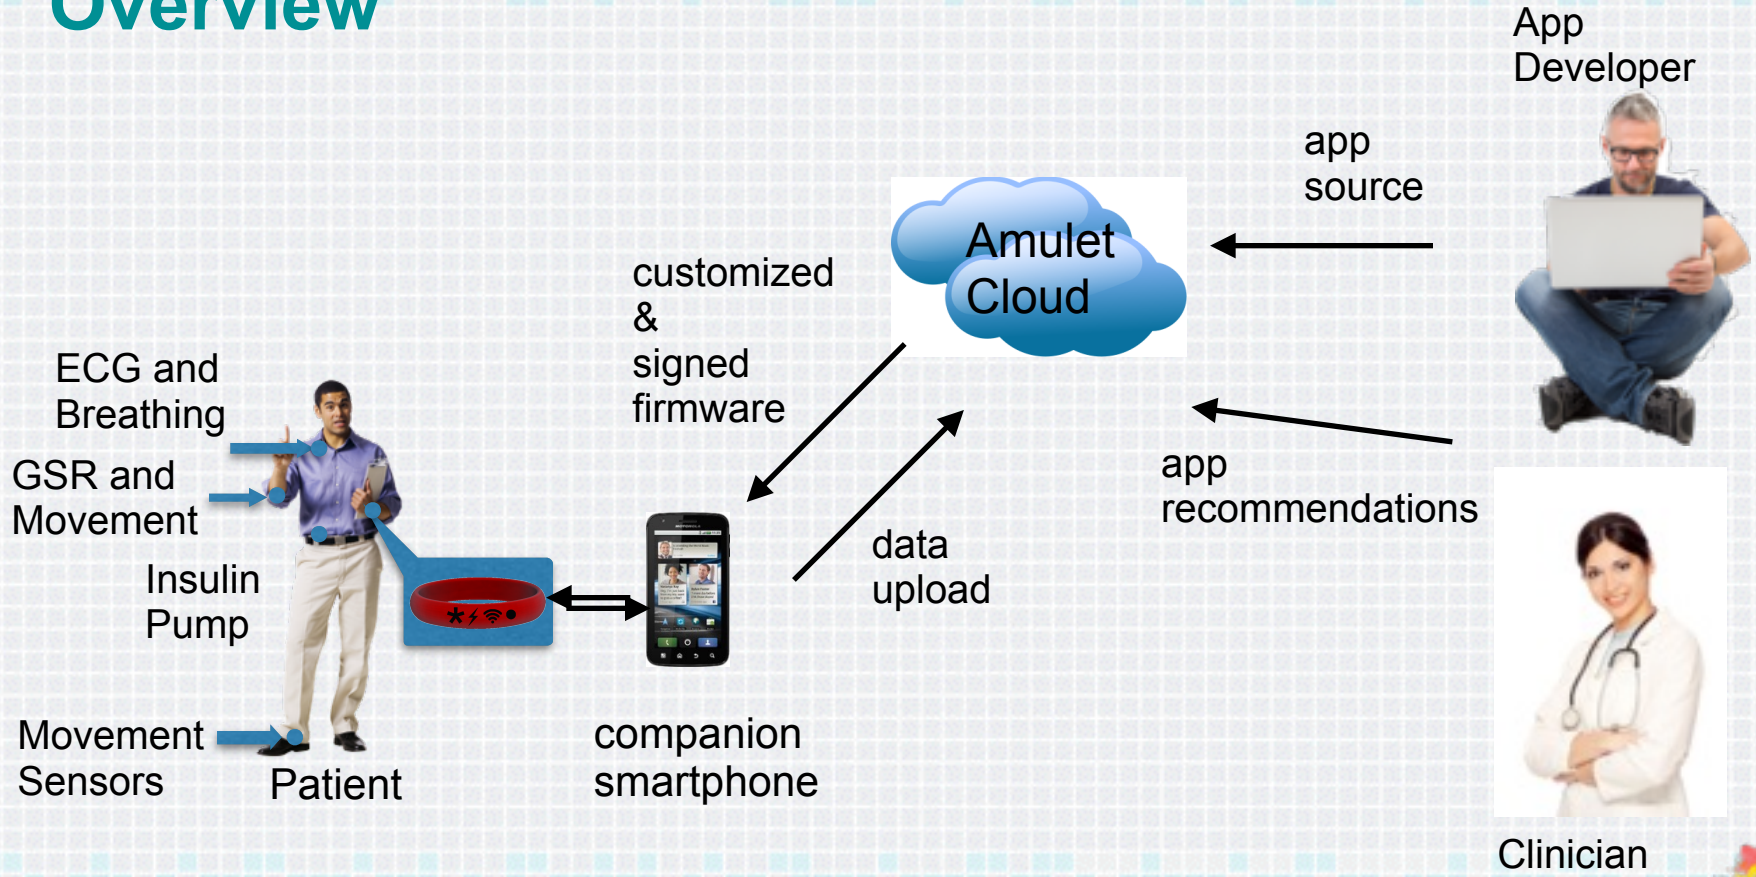 Overview
App
Developer
app
source
Amulet
Cloud
customized
&
signed
firmware
ECG and
Breathing
GSR and
Movement
app
recommendations
data
upload
Insulin
Pump
Movement
Sensors
Patient
companion
smartphone
Clinician